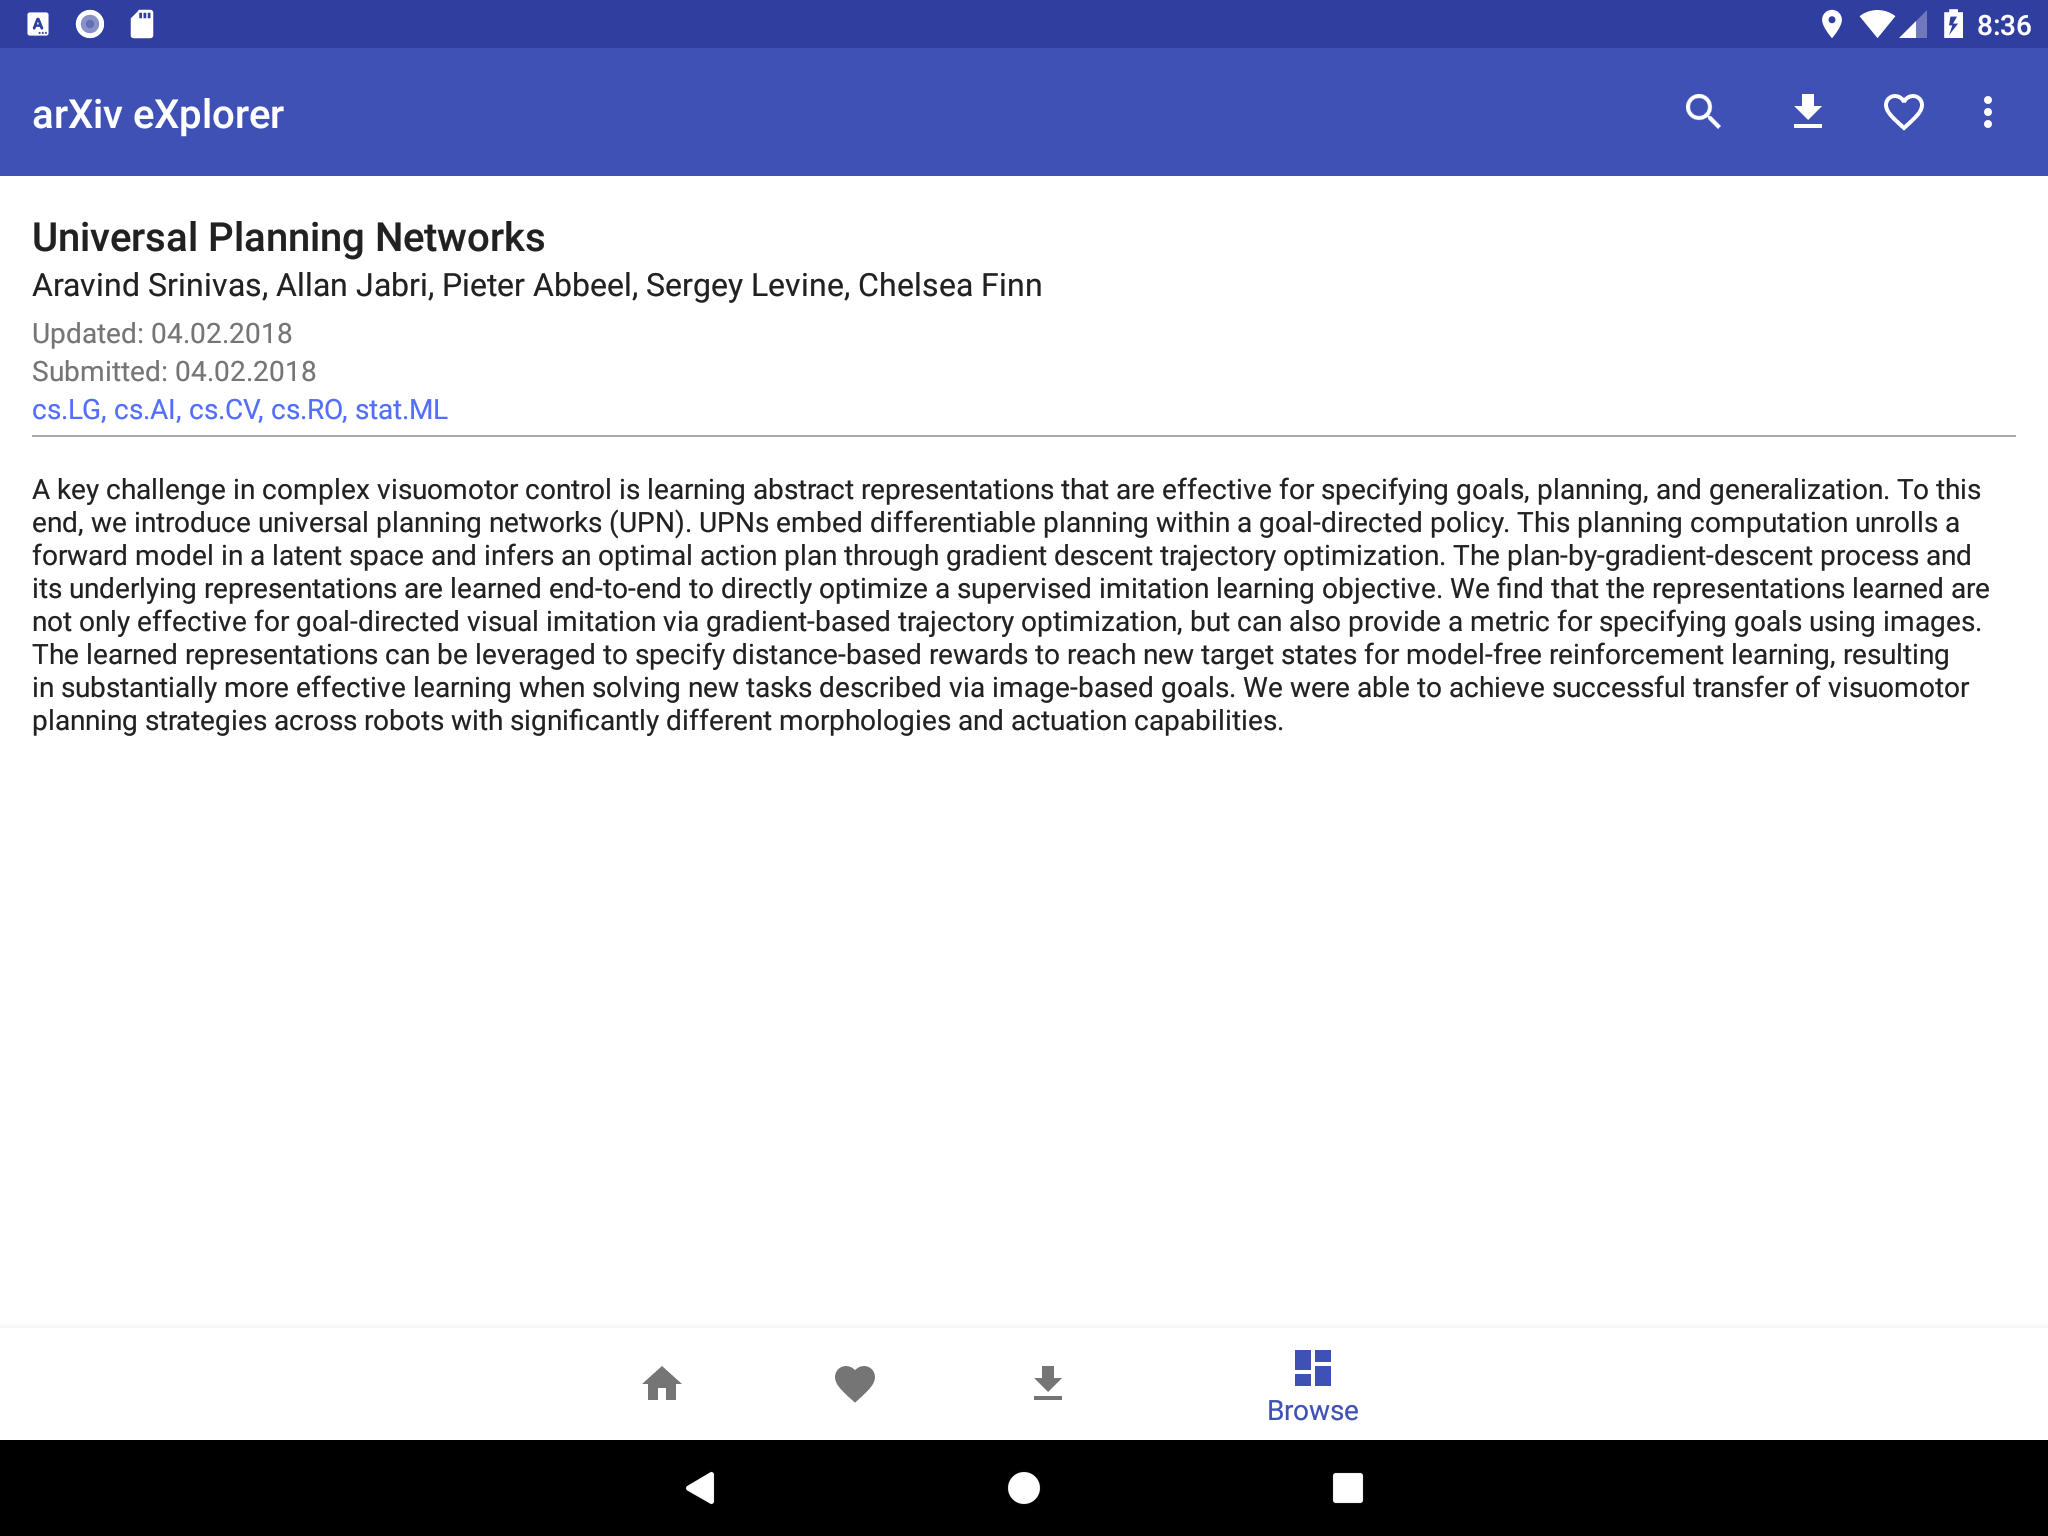 8:36
arXiv eXplorer
Universal Planning Networks
Aravind Srinivas, Allan Jabri, Pieter Abbeel, Sergey Levine, Chelsea Finn
Updated: 04.02.2018
Submitted: 04.02.2018
cs.LG, cs.AI, cs.CV, cs.RO, stat.ML
A key challenge in complex visuomotor control is learning abstract representations that are effective for specifying goals, planning, and generalization. To this
end, we introduce universal planning networks (UPN). UPNs embed differentiable planning within a goal-directed policy. This planning computation unrolls a
forward model in a latent space and infers an optimal action plan through gradient descent trajectory optimization. The plan-by-gradient-descent process and
its underlying representations are learned end-to-end to directly optimize a supervised imitation learning objective. We find that the representations learned are
not only effective for goal-directed visual imitation via gradient-based trajectory optimization, but can also provide a metric for specifying goals using images.
The learned representations can be leveraged to specify distance-based rewards to reach new target states for model-free reinforcement learning, resulting
in substantially more effective learning when solving new tasks described via image-based goals. We were able to achieve successful transfer of visuomotor
planning strategies across robots with significantly different morphologies and actuation capabilities.
Browse